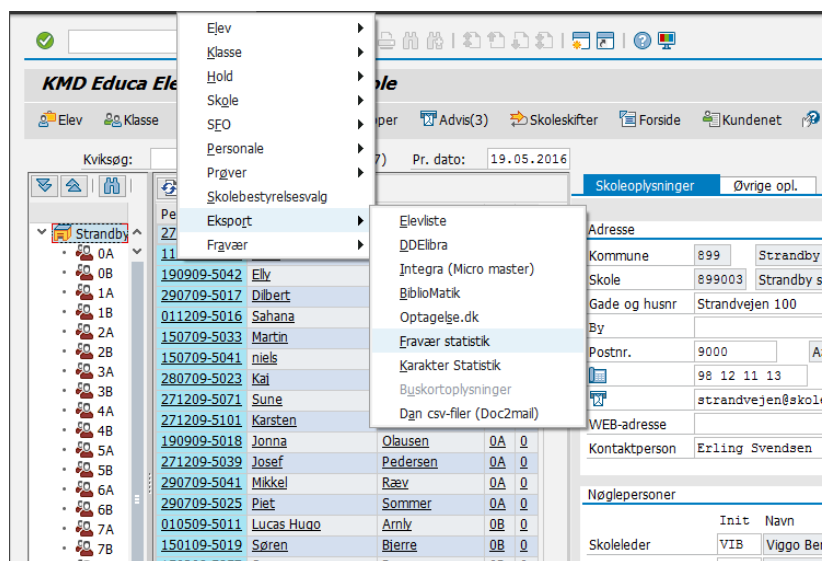 Elev
Klasse
Hold
Skole
SFO
Personale
Prøver
Skolebestyrelsesvalg
Eksport
Fravær
Elevliste
DDElibra
Integra (Micro master)
BiblioMatik
Optagelse.dk
Fravær statistik
Karakter Statistik
Buskortoplysninger
Dan csv-filer (Doc2mail)
KMD Educa Ele
Elev Klasse Advis(3) Skoleskifter Forside Kundenet
Kviksøg: 7) Pr. dato: 19.05.2016
Strandby
0A
0B
1A
1B
2A
2B
3A
3B
4A
4B
5A
5B
6A
6B
7A
7B
Pe
27
11
190909-5042 Elly
290709-5017 Dilbert
011209-5016 Sahana
150709-5033 Martin
150709-5041 niels
280709-5023 Kaj
271209-5071 Sune
271209-5101 Karsten
190909-5018 Jonna Olausen 0A 0
271209-5039 Josef Pedersen 0A 0
290709-5041 Mikkel Ræv 0A 0
290709-5025 Piet Sommer 0A 0
010509-5011 Lucas Hugo Arnly 0B 0
150109-5019 Søren Bjerre 0B 0
Skoleoplysninger Øvrige opl.
Adresse
Kommune 899 Strandby
Skole 899003 Strandby s
Gade og husnr Strandvejen 100
By
Postnr. 9000
98 12 11 13
strandvejen@skole
WEB-adresse
Kontaktperson Erling Svendsen
Nøglepersoner
Init Navn
Skoleleder VIB Viggo Ber